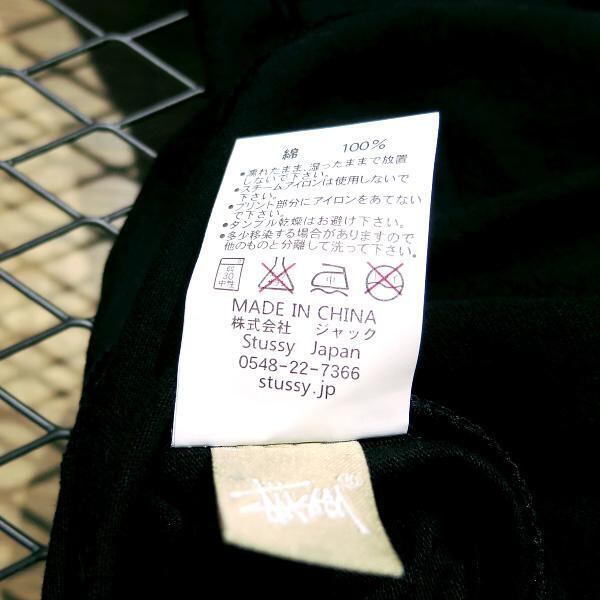 綿 100%
•濡れたまま、湿ったままで放置
しないで下さい。
•スチームアイロンは使用しないで
下さい。
•プリント部分にアイロンをあてない
で下さい。
•タンブル乾燥はお避け下さい。
•多少移染する場合がありますので
他のものと分離して洗って下さい。
弱
30
中性
中
MADE IN CHINA
株式会社 ジャック
Stussy Japan
0548-22-7366
stussy.jp
Stussy